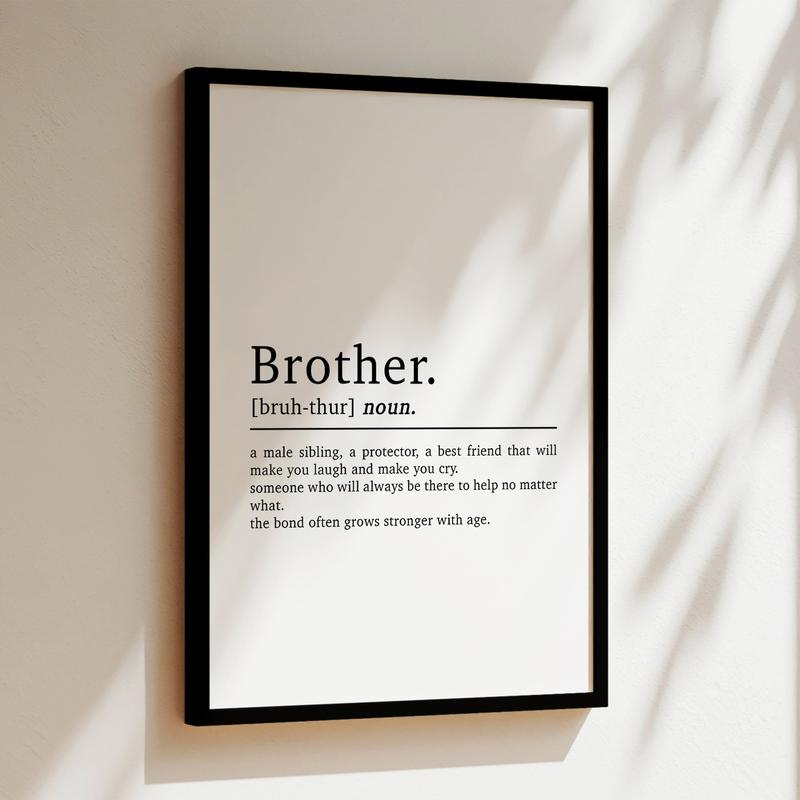 Brother.
[bruh-thur] noun.
a male sibling, a protector, a best friend that will
make you laugh and make you cry.
someone who will always be there to help no matter
what.
the bond often grows stronger with age.